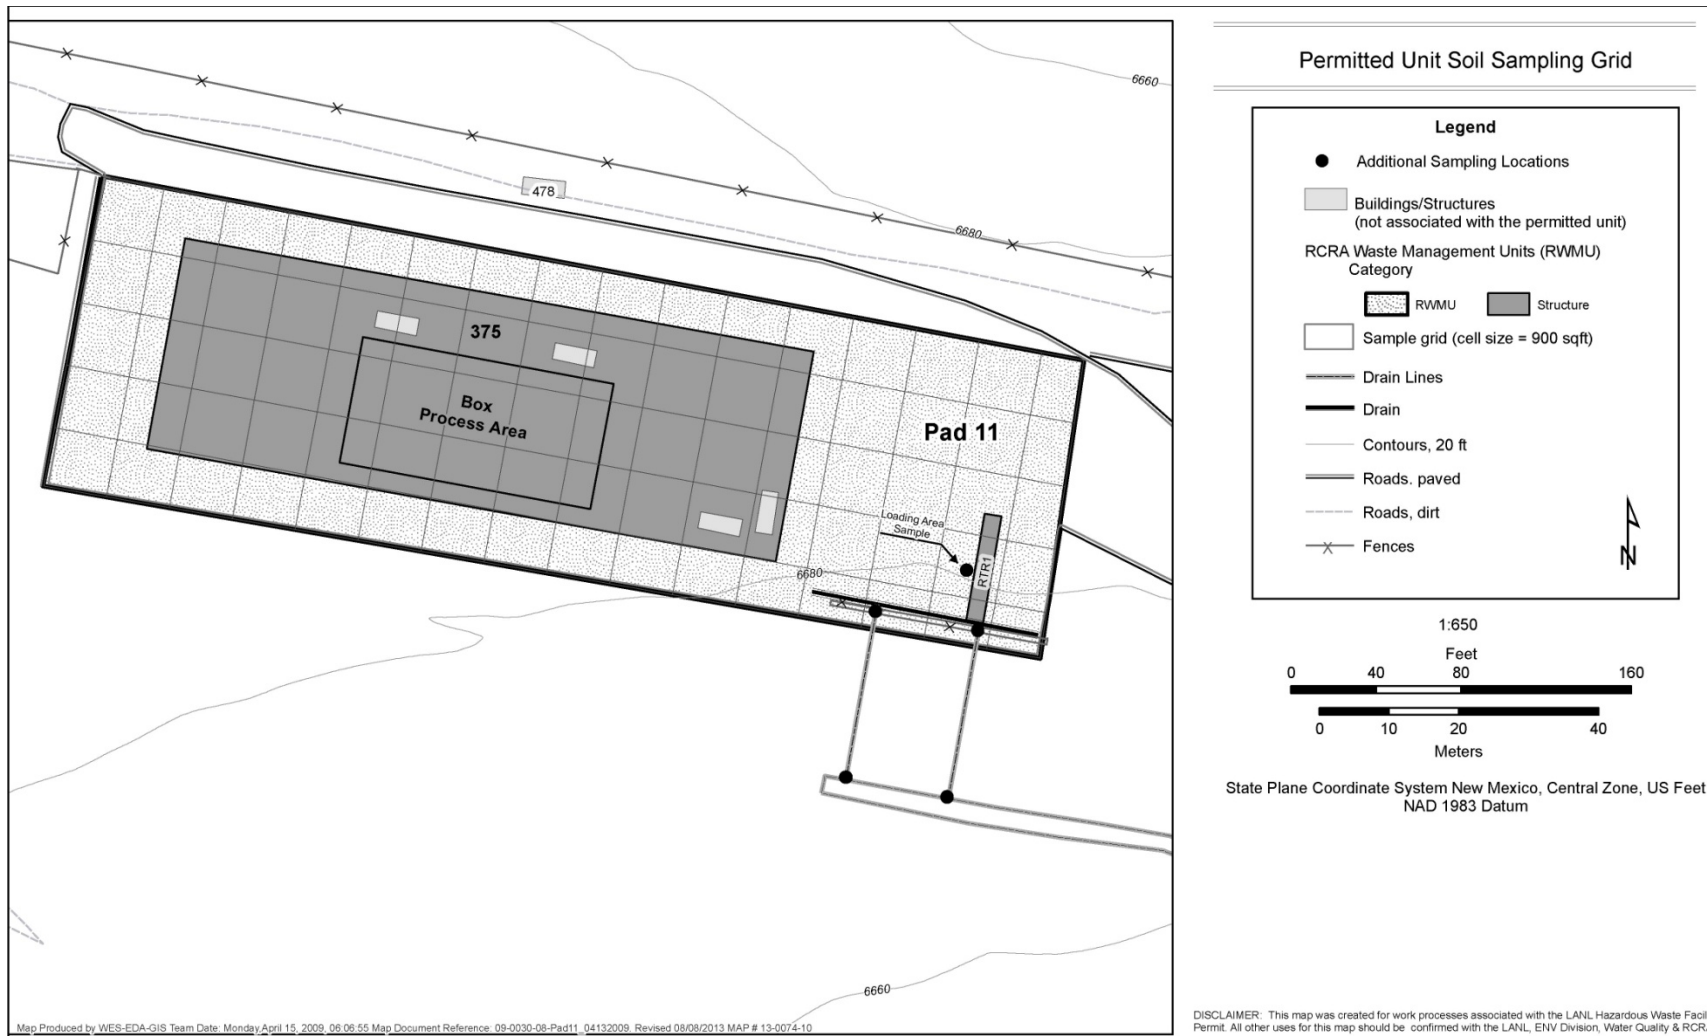 6660
478
6680
375
Box
Process Area
Pad 11
Loading Area
Sample
RTR1
6680
6660
Map Produced by WES-EDA-GIS Team Date: Monday,April 15, 2009, 06:06:55 Map Document Reference: 09-0030-08-Pad11_04132009. Revised 08/08/2013 MAP # 13-0074-10
Permitted Unit Soil Sampling Grid
Legend
Additional Sampling Locations
Buildings/Structures
(not associated with the permitted unit)
RCRA Waste Management Units (RWMU)
Category
RWMU
Structure
Sample grid (cell size = 900 sqft)
Drain Lines
Drain
Contours, 20 ft
Roads. paved
Roads, dirt
Fences
N
1:650
Feet
0 40 80 160
0 10 20 40
Meters
State Plane Coordinate System New Mexico, Central Zone, US Feet
NAD 1983 Datum
DISCLAIMER: This map was created for work processes associated with the LANL Hazardous Waste
Permit. All other uses for this map should be confirmed with the LANL, ENV Division, Water Quality &